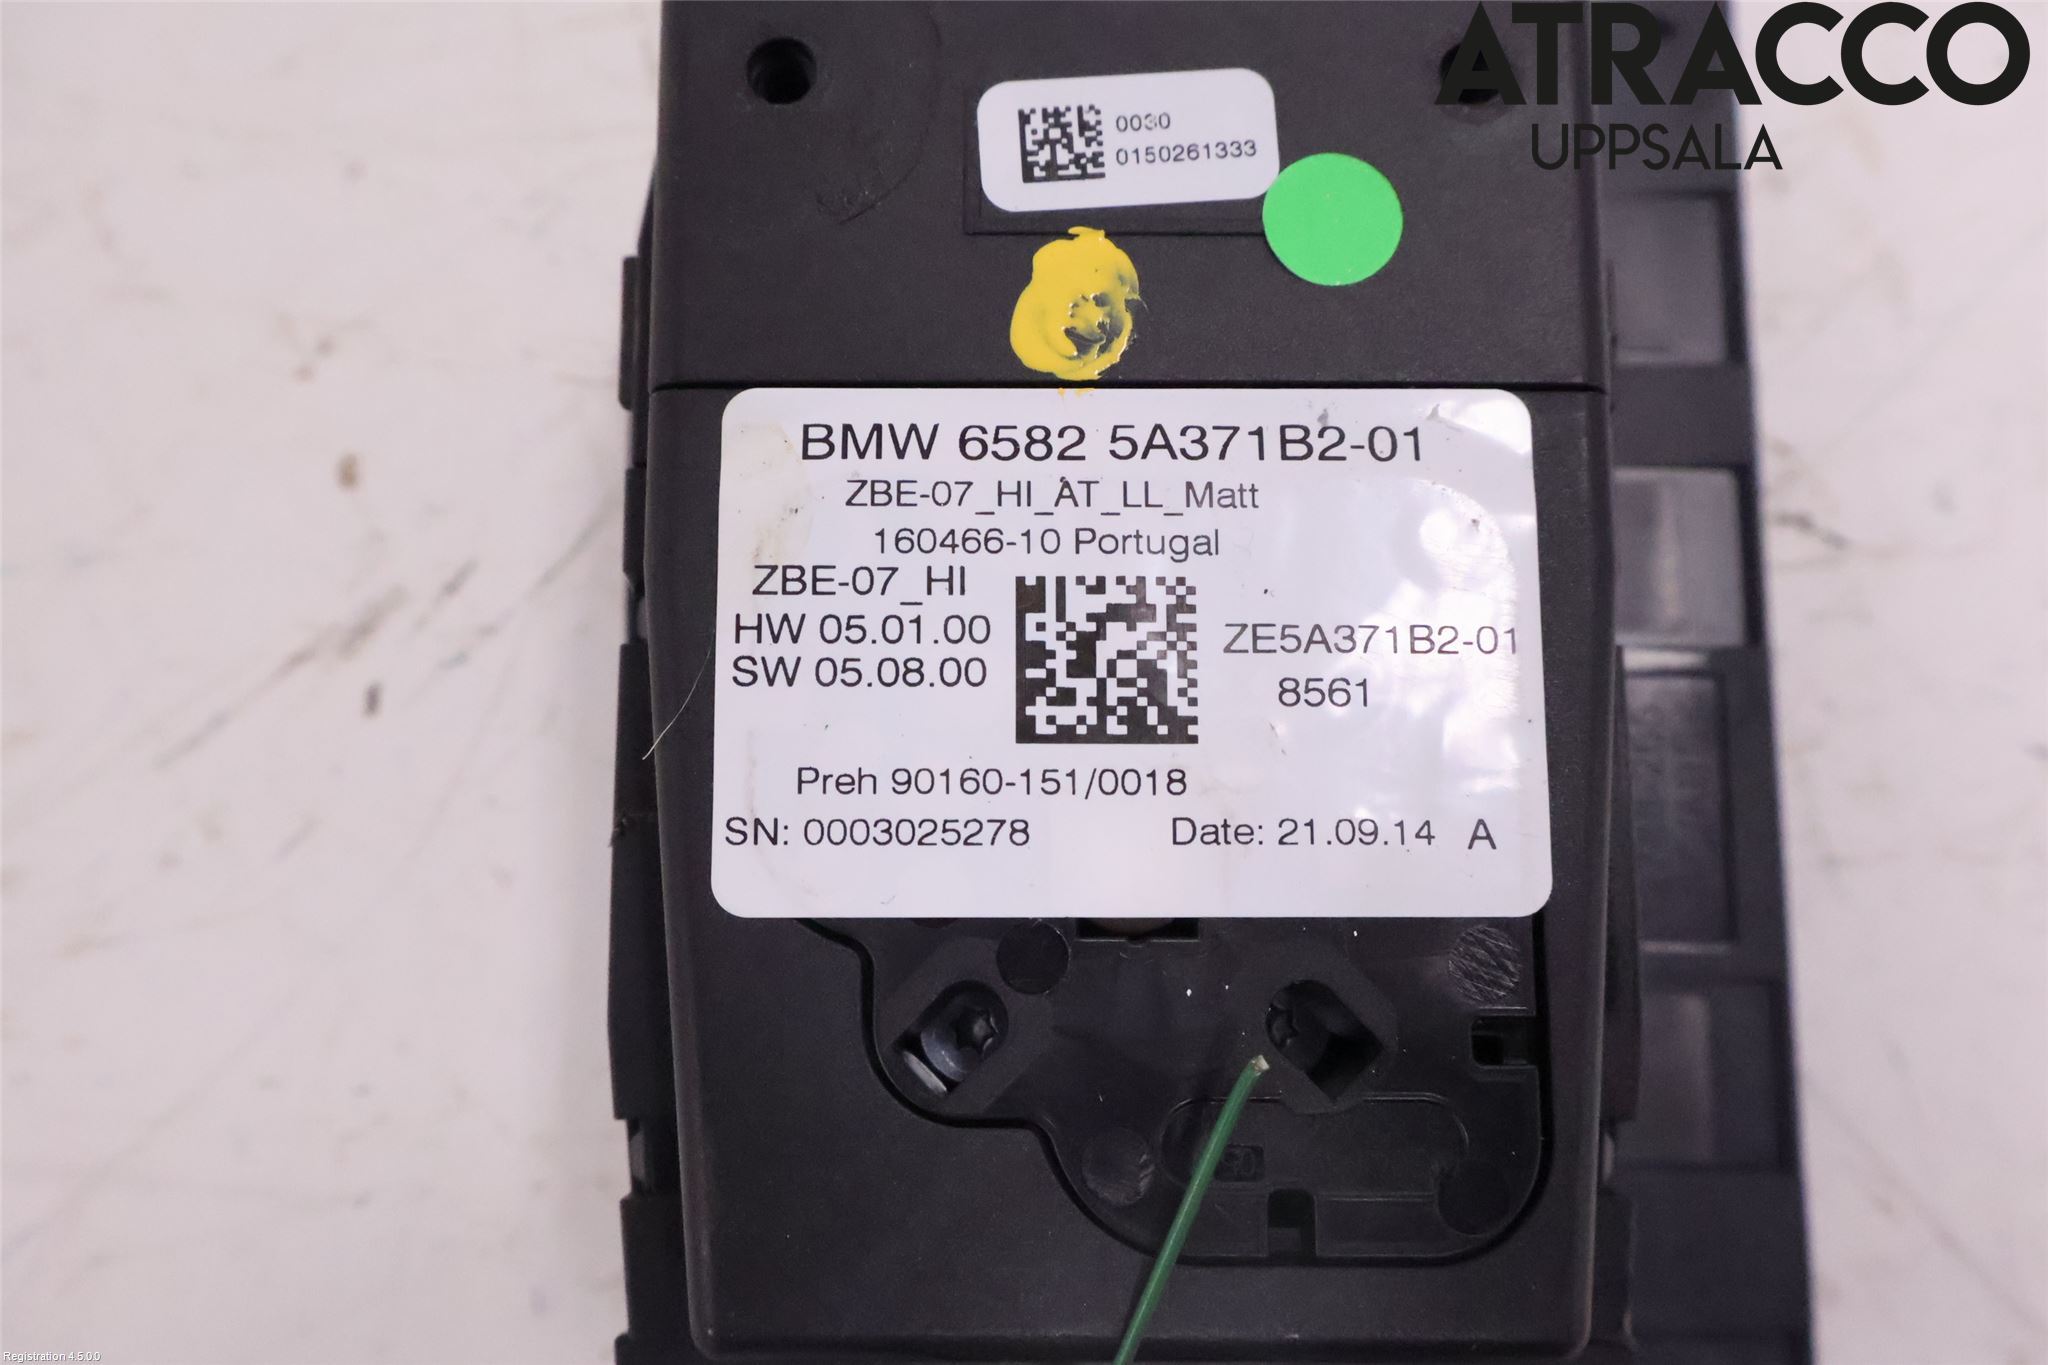 ATRACCO
UPPSALA
0030
0150261333
BMW 6582 5A371B2-01
ZBE-07_HI_AT_LL_Matt
160466-10 Portugal
ZBE-07_HI
HW 05.01.00
SW 05.08.00
ZE5A371B2-01
8561
Preh 90160-151/0018
SN: 0003025278
Date: 21.09.14 A
Registration 4.5.0.0